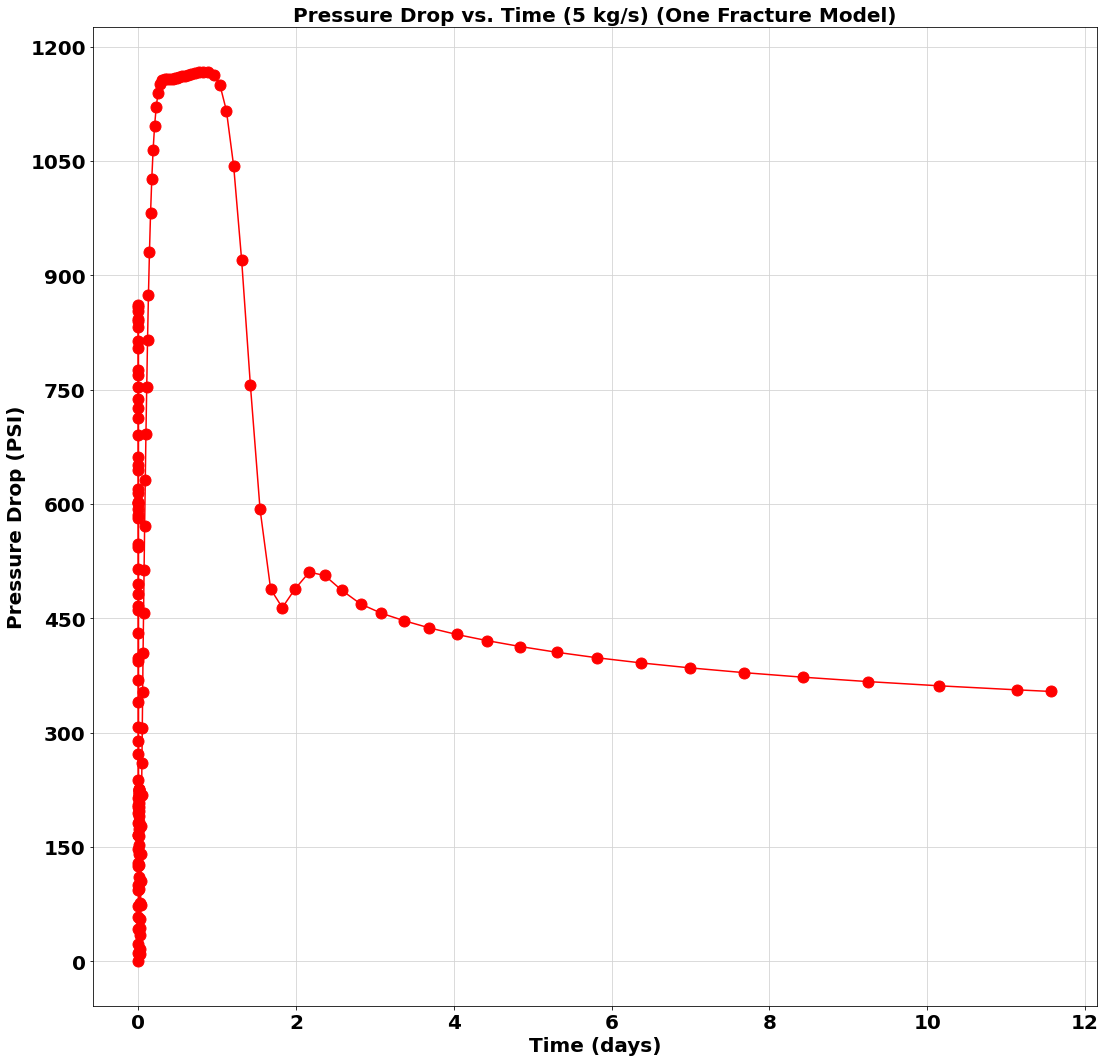 Pressure Drop vs. Time (5 kg/s) (One Fracture Model)
Pressure Drop (PSI)
1200
1050
900
750
600
450
300
150
0
0 2 4 6 8 10 12
Time (days)